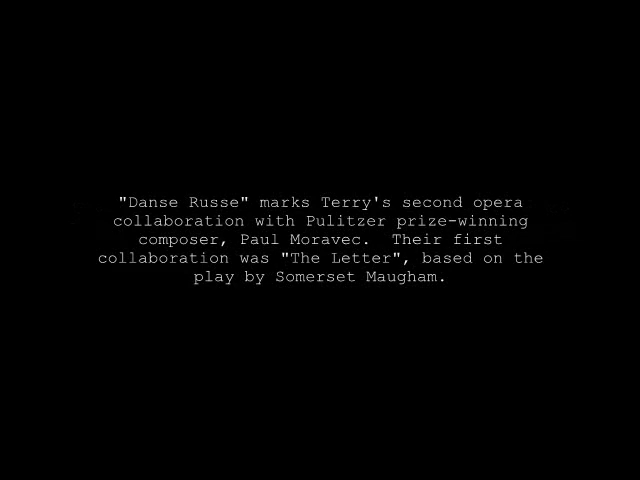 "Danse Russe" marks Terry's second opera
collaboration with Pulitzer prize-winning
composer, Paul Moravec.  Their first
collaboration was "The Letter", based on the
play by Somerset Maugham.